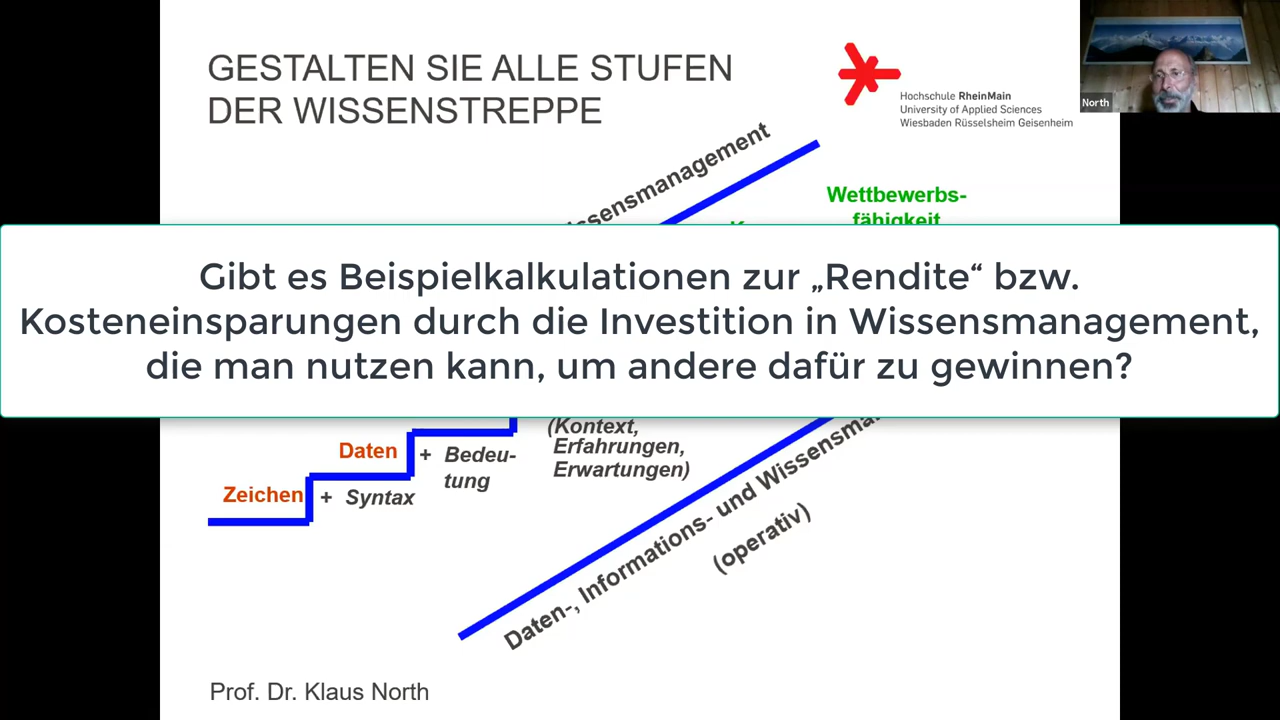 GESTALTEN SIE ALLE STUFEN
DER WISSENSTREPPE
Hochschule RheinMain
University of Applied Sciences
Wiesbaden Rüsselsheim Geisenheim
North
Wettbewerbs-
fähigkeit
Gibt es Beispielkalkulationen zur „Rendite“ bzw.
Kosteneinsparungen durch die Investition in Wissensmanagement,
die man nutzen kann, um andere dafür zu gewinnen?
(Kontext,
Erfahrungen,
Erwartungen)
Daten
+ Bedeu-
tung
Zeichen
+ Syntax
Daten-, Informations- und
(operativ)
Prof. Dr. Klaus North